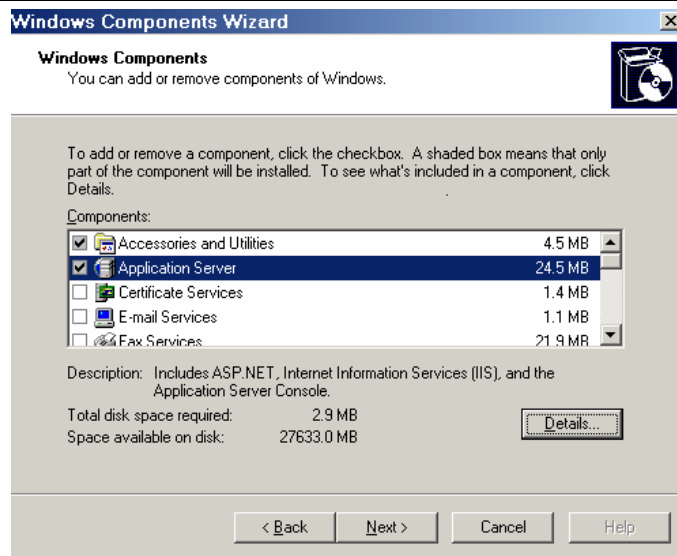 Windows Components Wizard
Windows Components
You can add or remove components of Windows.
To add or remove a component, click the checkbox. A shaded box means that only
part of the component will be installed. To see what's included in a component, click
Details.
Components:
Accessories and Utilities 4.5 MB
Application Server 24.5 MB
Certificate Services 1.4 MB
E-mail Services 1.1 MB
Fax Services 21.9 MB
Description: Includes ASP.NET, Internet Information Services (IIS), and the
Application Server Console.
Total disk space required: 2.9 MB
Space available on disk: 27633.0 MB
Details...
< Back Next > Cancel Help